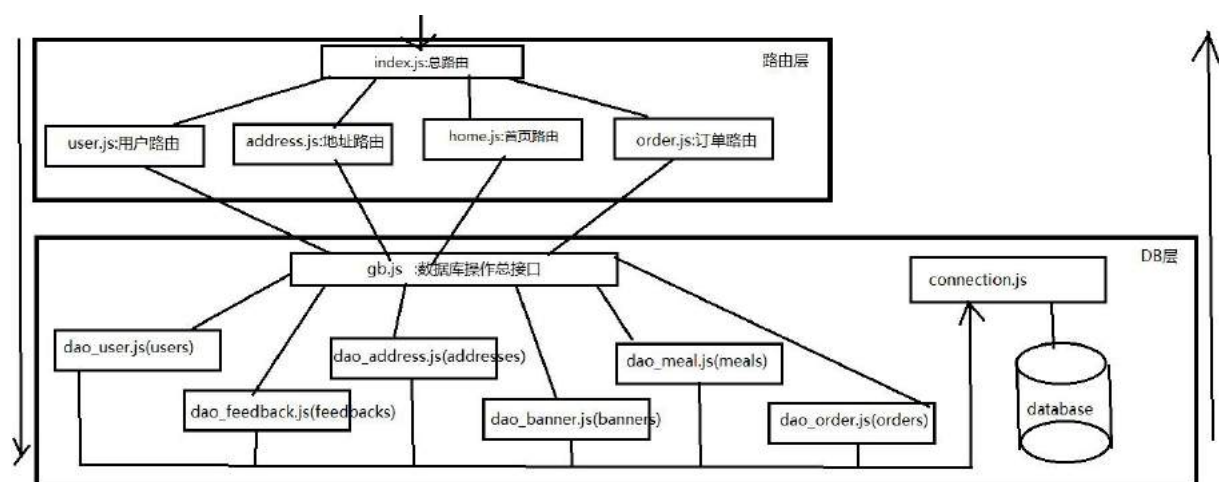 路由层
index.js:总路由
user.js:用户路由
address.js:地址路由
home.js:首页路由
order.js:订单路由
DB层
gb.js :数据库操作总接口
connection.js
dao_user.js(users)
dao_address.js(addresses)
dao_meal.js(meals)
dao_feedback.js(feedbacks)
dao_banner.js(banners)
dao_order.js(orders)
database